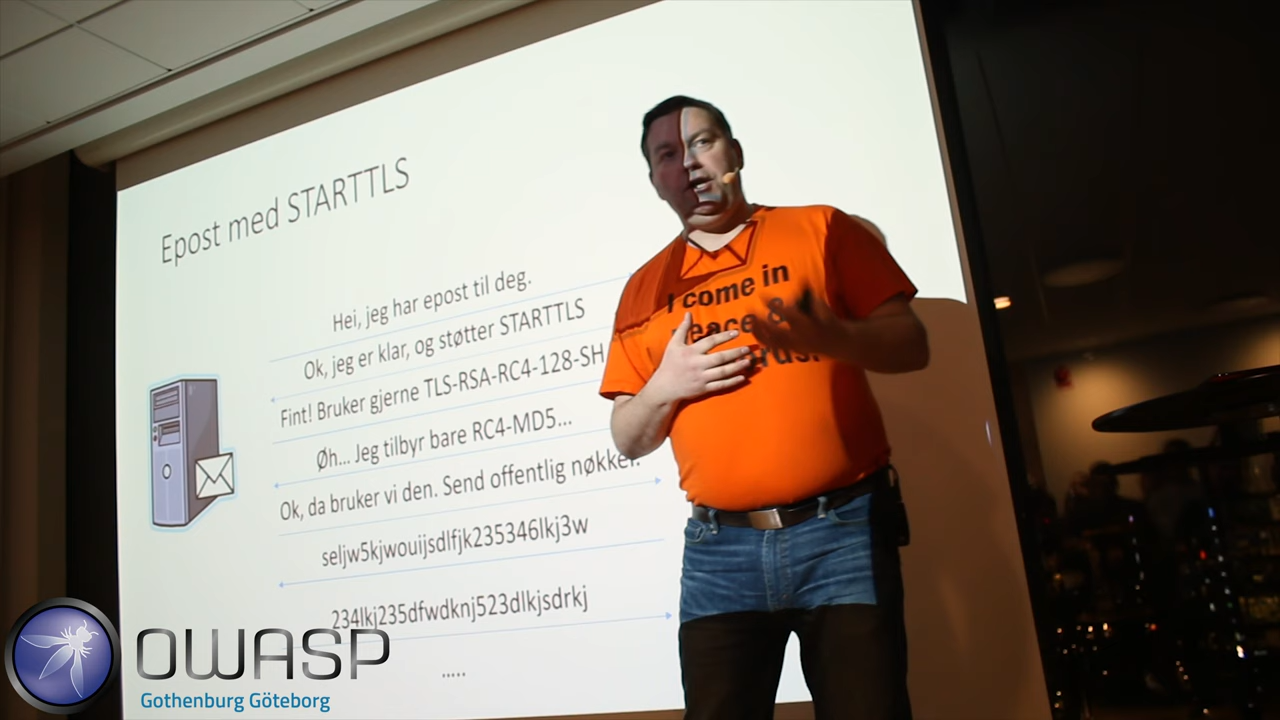 Epost med STARTTLS
Hei, jeg har epost til deg.
Ok, jeg er klar, og støtter STARTTLS
Fint! Bruker gjerne TLS-RSA-RC4-128-SH
Øh... Jeg tilbyr bare RC4-MD5...
Ok, da bruker vi den. Send offentlig nøkkel.
seljw5kjwouijsdlfjk235346lkj3w
234lkj235dfwdknj523dlkjsdrkj
.....
I come in
peace &
OWASP
Gothenburg Göteborg